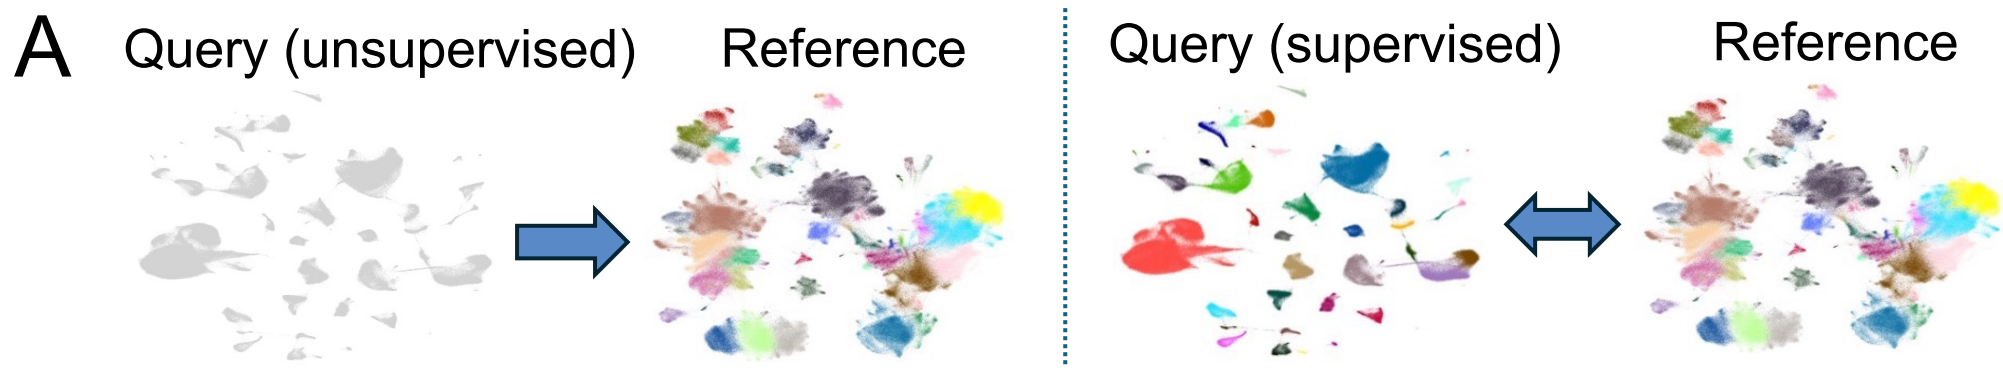 A
Query (unsupervised)
Reference
Query (supervised)
Reference